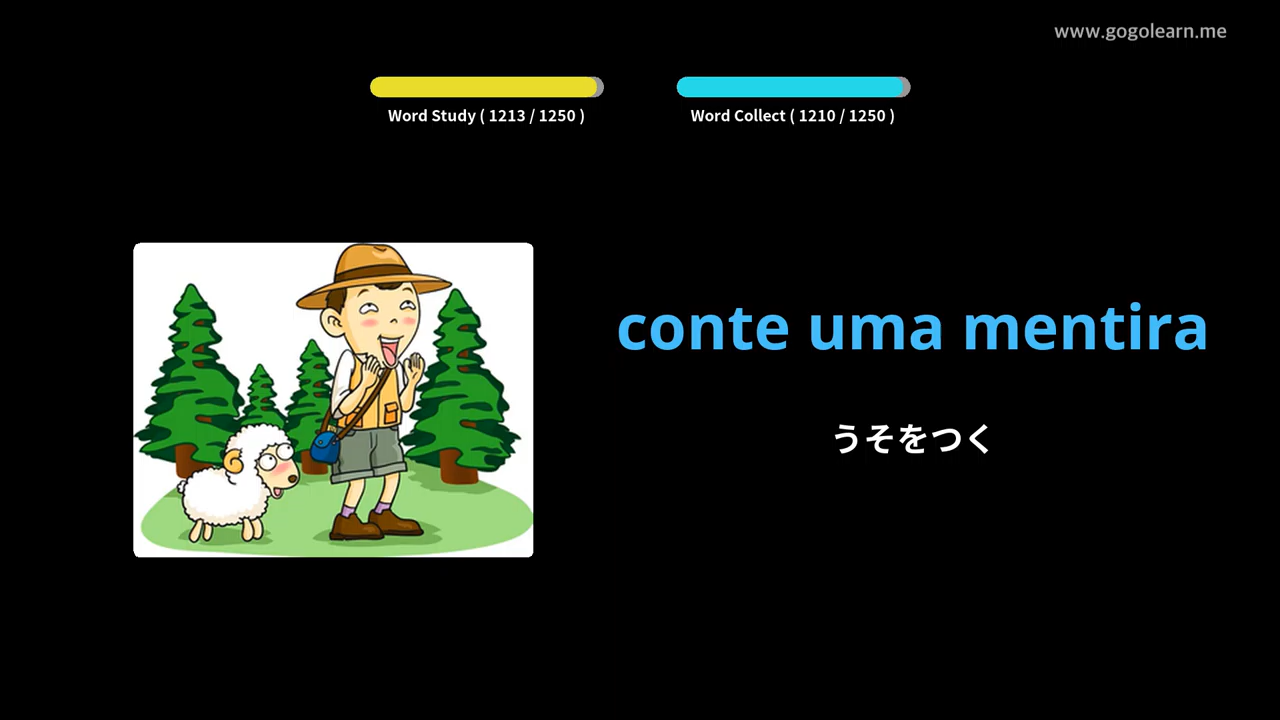 www.gogolearn.me
Word Study ( 1213 / 1250 )
Word Collect ( 1210 / 1250 )
conte uma mentira
うそをつく